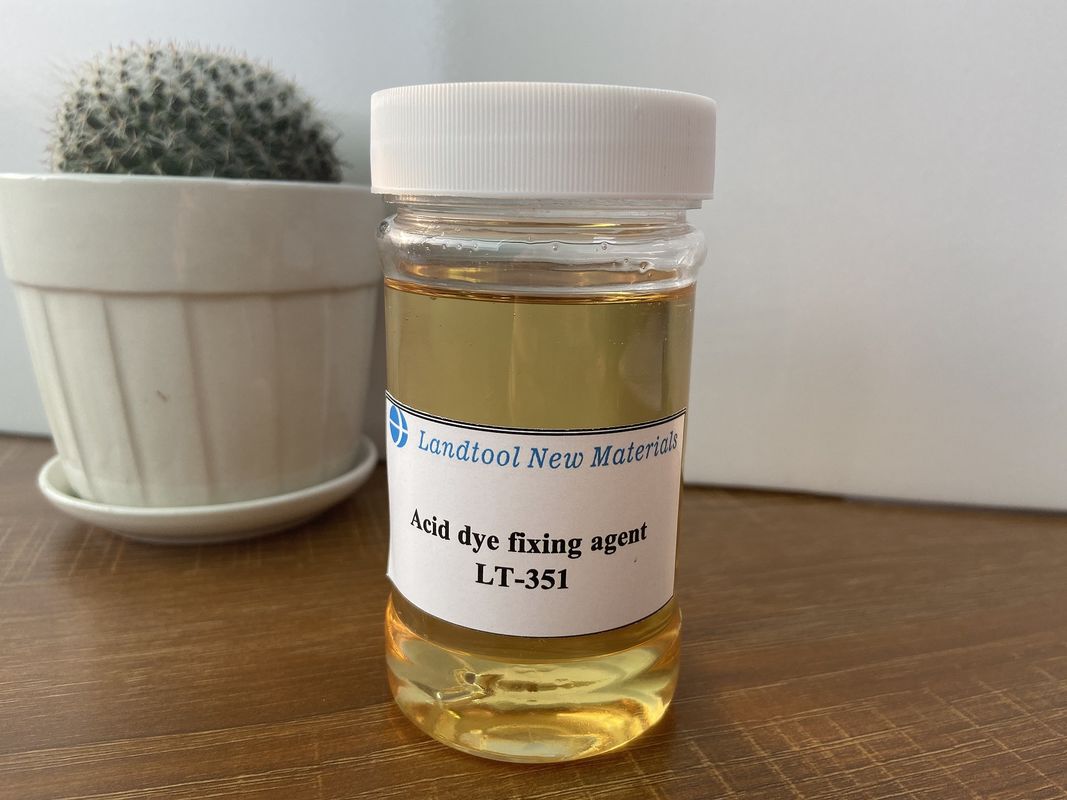 Landtool New Materials
Acid dye fixing agent
LT-351